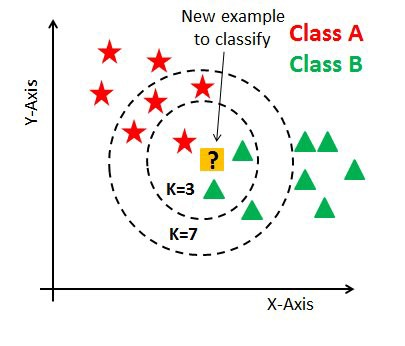 New example
to classify
Class A
Class B
Y-Axis
?
K=3
K=7
X-Axis